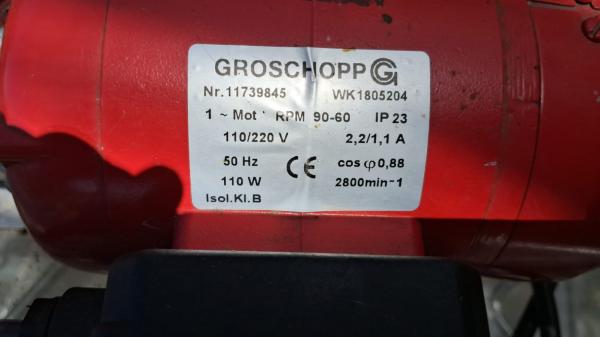 GROSCHOPP G
Nr.11739845 WK1805204
1 ~ Mot ' RPM 90-60 IP 23
110/220 V 2,2/1,1 A
50 Hz CE cos φ 0,88
110 W 2800min-1
Isol.Kl.B